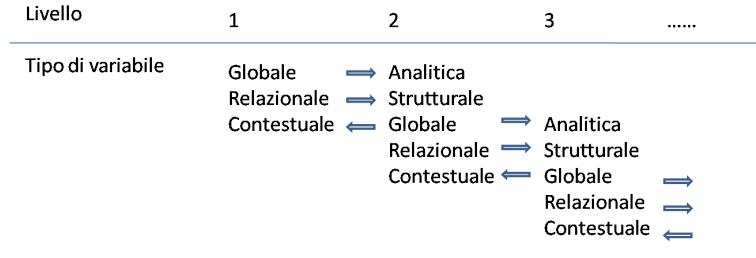 Livello 1 2 3 ......
Tipo di variabile
Globale Analitica
Relazionale Strutturale
Contestuale Globale Analitica
Relazionale Strutturale
Contestuale Globale
Relazionale
Contestuale